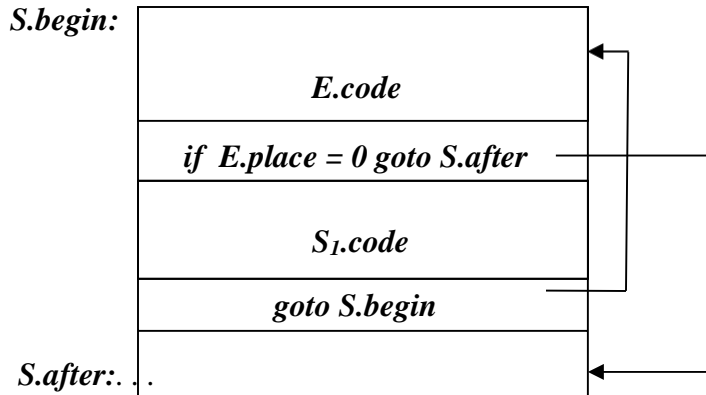 S.begin:
E.code
if E.place = 0 goto S.after
S₁.code
goto S.begin
S.after:. . .